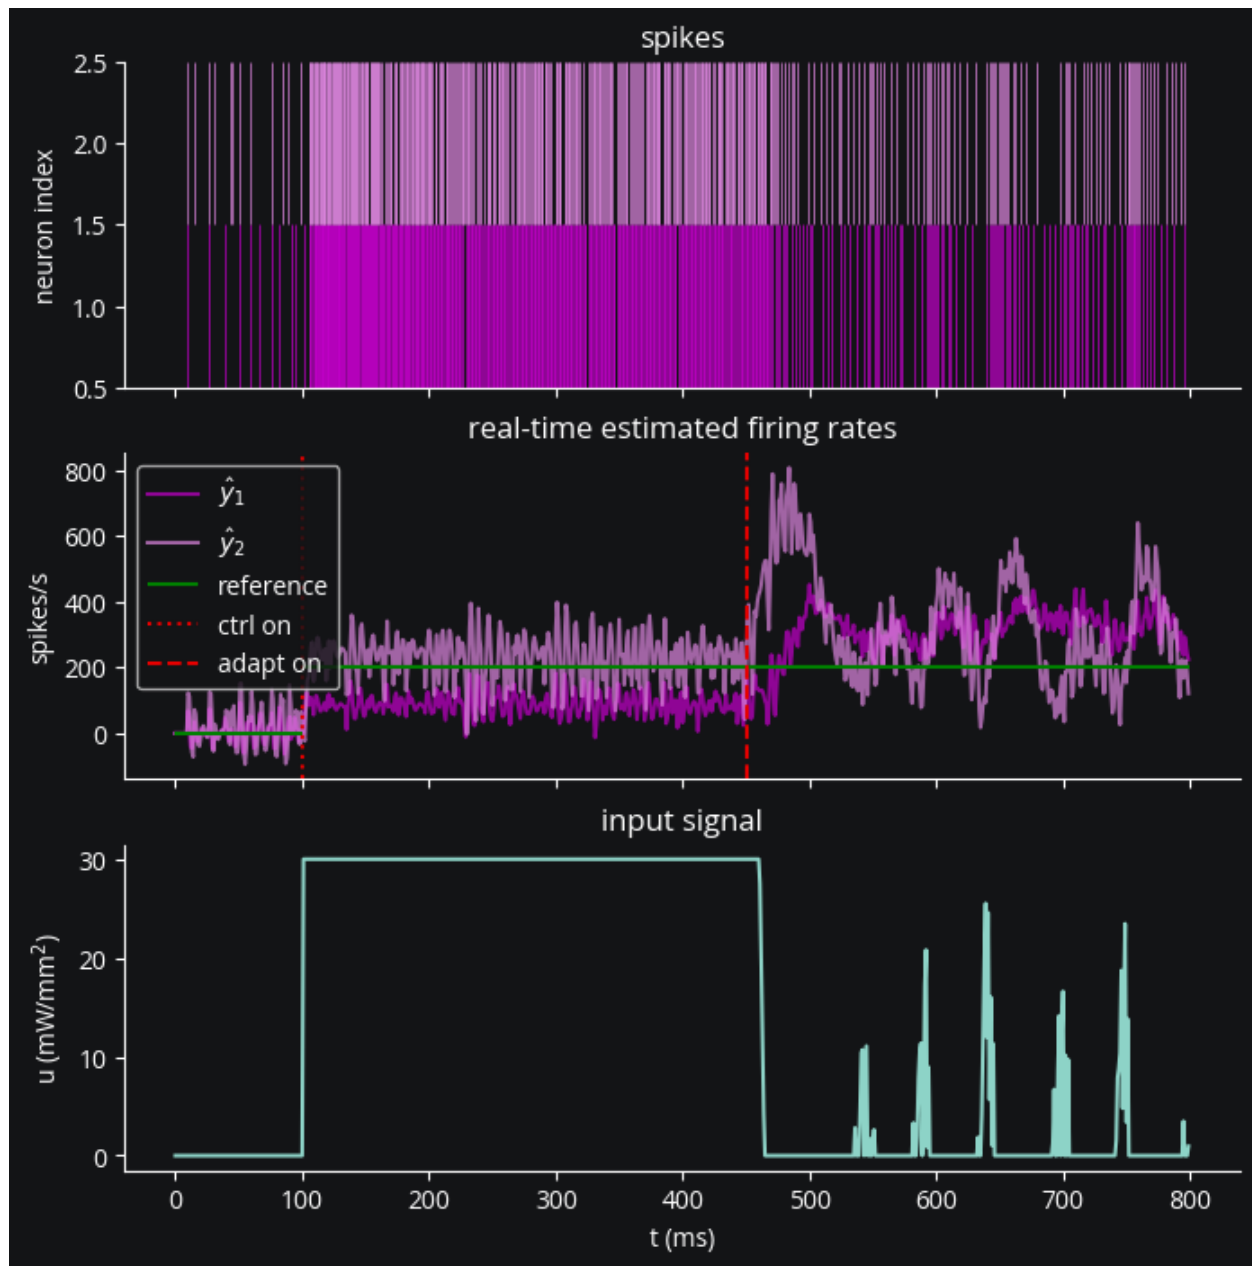 spikes
2.5
2.0
1.5
1.0
0.5
neuron index
real-time estimated firing rates
800
600
400
200
0
spikes/s
ŷ₁
ŷ₂
reference
ctrl on
adapt on
input signal
30
20
10
0
u (mW/mm²)
0 100 200 300 400 500 600 700 800
t (ms)